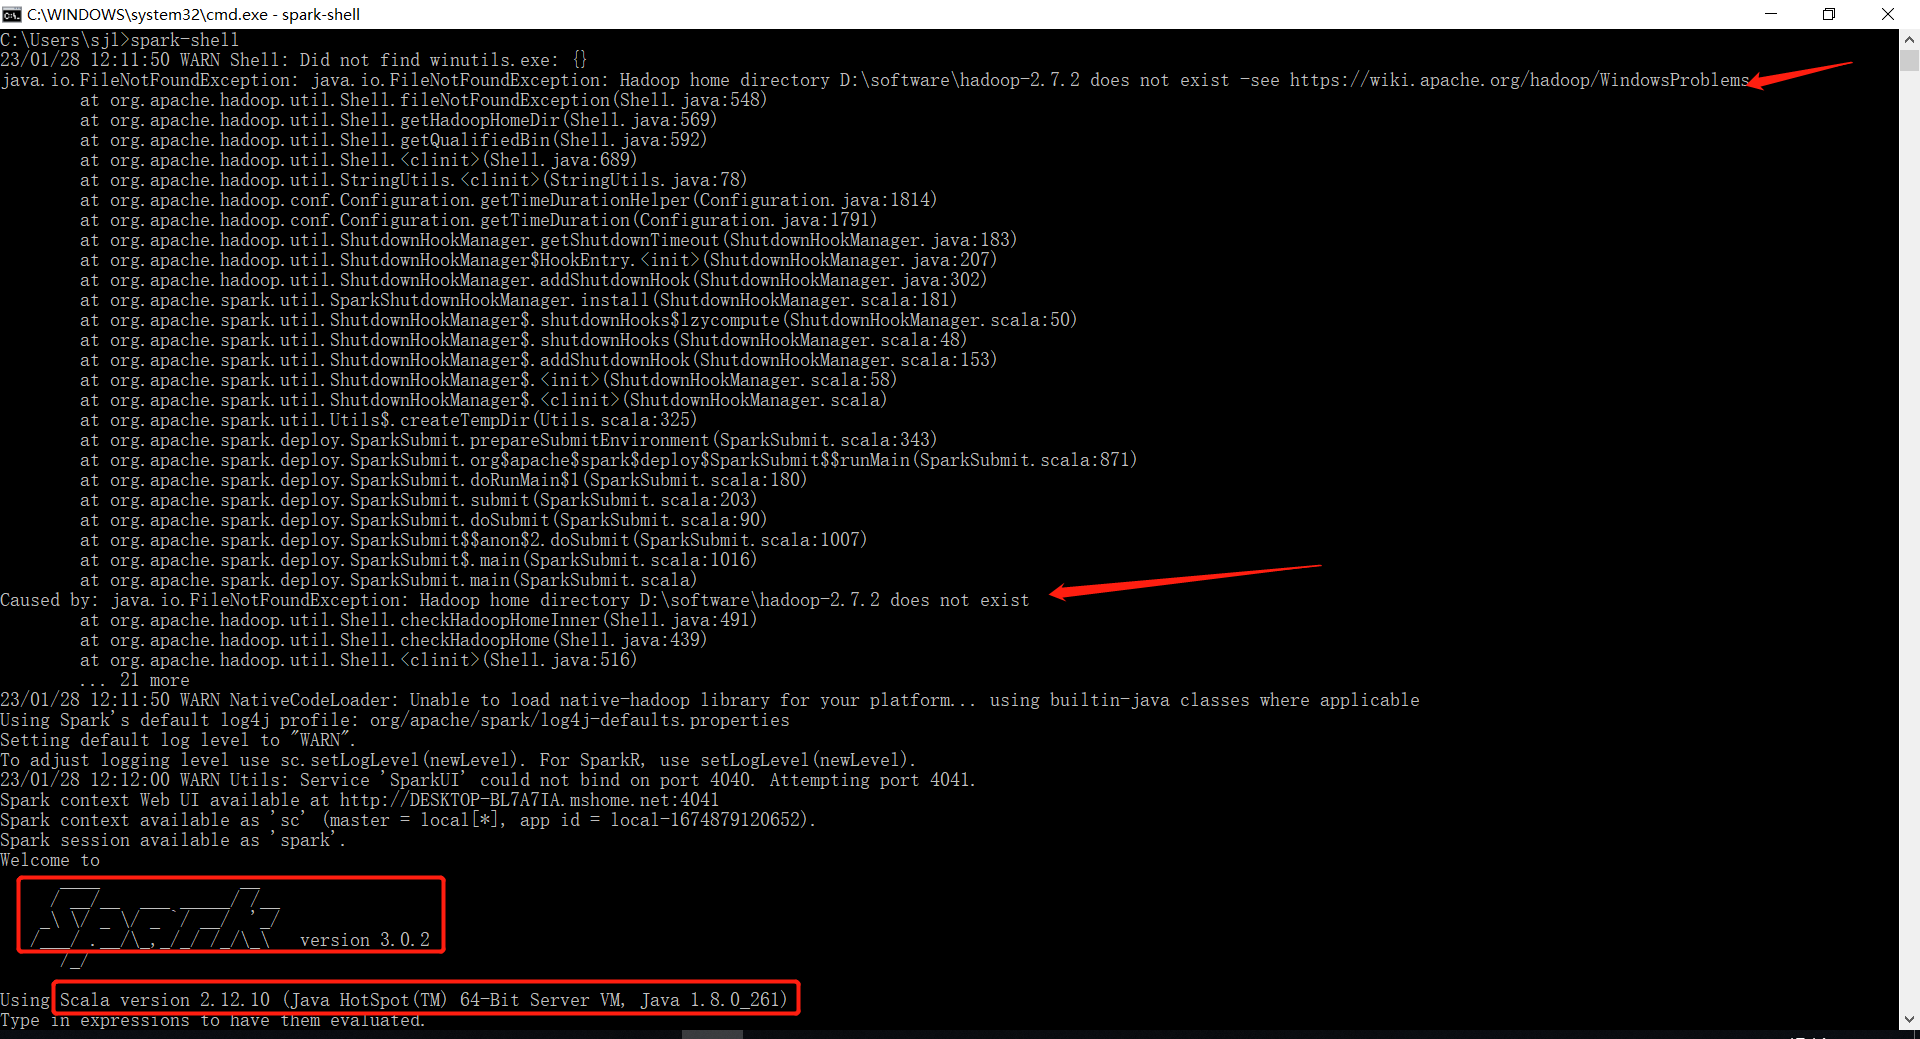 C:\WINDOWS\system32\cmd.exe - spark-shell
C:\Users\sjl>spark-shell
23/01/28 12:11:50 WARN Shell: Did not find winutils.exe: {}
java.io.FileNotFoundException: java.io.FileNotFoundException: Hadoop home directory D:\software\hadoop-2.7.2 does not exist -see https://wiki.apache.org/hadoop/WindowsProblems
        at org.apache.hadoop.util.Shell.fileNotFoundException(Shell.java:548)
        at org.apache.hadoop.util.Shell.getHadoopHomeDir(Shell.java:569)
        at org.apache.hadoop.util.Shell.getQualifiedBin(Shell.java:592)
        at org.apache.hadoop.util.Shell.<clinit>(Shell.java:689)
        at org.apache.hadoop.util.StringUtils.<clinit>(StringUtils.java:78)
        at org.apache.hadoop.conf.Configuration.getTimeDurationHelper(Configuration.java:1814)
        at org.apache.hadoop.conf.Configuration.getTimeDuration(Configuration.java:1791)
        at org.apache.hadoop.util.ShutdownHookManager.getShutdownTimeout(ShutdownHookManager.java:183)
        at org.apache.hadoop.util.ShutdownHookManager$HookEntry.<init>(ShutdownHookManager.java:207)
        at org.apache.hadoop.util.ShutdownHookManager.addShutdownHook(ShutdownHookManager.java:302)
        at org.apache.spark.util.SparkShutdownHookManager.install(ShutdownHookManager.scala:181)
        at org.apache.spark.util.ShutdownHookManager$.shutdownHooks$lzycompute(ShutdownHookManager.scala:50)
        at org.apache.spark.util.ShutdownHookManager$.shutdownHooks(ShutdownHookManager.scala:48)
        at org.apache.spark.util.ShutdownHookManager$.addShutdownHook(ShutdownHookManager.scala:153)
        at org.apache.spark.util.ShutdownHookManager$.<init>(ShutdownHookManager.scala:58)
        at org.apache.spark.util.ShutdownHookManager$.<clinit>(ShutdownHookManager.scala)
        at org.apache.spark.util.Utils$.createTempDir(Utils.scala:325)
        at org.apache.spark.deploy.SparkSubmit.prepareSubmitEnvironment(SparkSubmit.scala:343)
        at org.apache.spark.deploy.SparkSubmit.org$apache$spark$deploy$SparkSubmit$$runMain(SparkSubmit.scala:871)
        at org.apache.spark.deploy.SparkSubmit.doRunMain$1(SparkSubmit.scala:180)
        at org.apache.spark.deploy.SparkSubmit.submit(SparkSubmit.scala:203)
        at org.apache.spark.deploy.SparkSubmit.doSubmit(SparkSubmit.scala:90)
        at org.apache.spark.deploy.SparkSubmit$$anon$2.doSubmit(SparkSubmit.scala:1007)
        at org.apache.spark.deploy.SparkSubmit$.main(SparkSubmit.scala:1016)
        at org.apache.spark.deploy.SparkSubmit.main(SparkSubmit.scala)
Caused by: java.io.FileNotFoundException: Hadoop home directory D:\software\hadoop-2.7.2 does not exist
        at org.apache.hadoop.util.Shell.checkHadoopHomeInner(Shell.java:491)
        at org.apache.hadoop.util.Shell.checkHadoopHome(Shell.java:439)
        at org.apache.hadoop.util.Shell.<clinit>(Shell.java:516)
        ... 21 more
23/01/28 12:11:50 WARN NativeCodeLoader: Unable to load native-hadoop library for your platform... using builtin-java classes where applicable
Using Spark's default log4j profile: org/apache/spark/log4j-defaults.properties
Setting default log level to "WARN".
To adjust logging level use sc.setLogLevel(newLevel). For SparkR, use setLogLevel(newLevel).
23/01/28 12:12:00 WARN Utils: Service 'SparkUI' could not bind on port 4040. Attempting port 4041.
Spark context Web UI available at http://DESKTOP-BL7A7IA.mshome.net:4041
Spark context available as 'sc' (master = local[*], app id = local-1674879120652).
Spark session available as 'spark'.
Welcome to
Spark version 3.0.2
Using Scala version 2.12.10 (Java HotSpot(TM) 64-Bit Server VM, Java 1.8.0_261)
Type in expressions to have them evaluated.